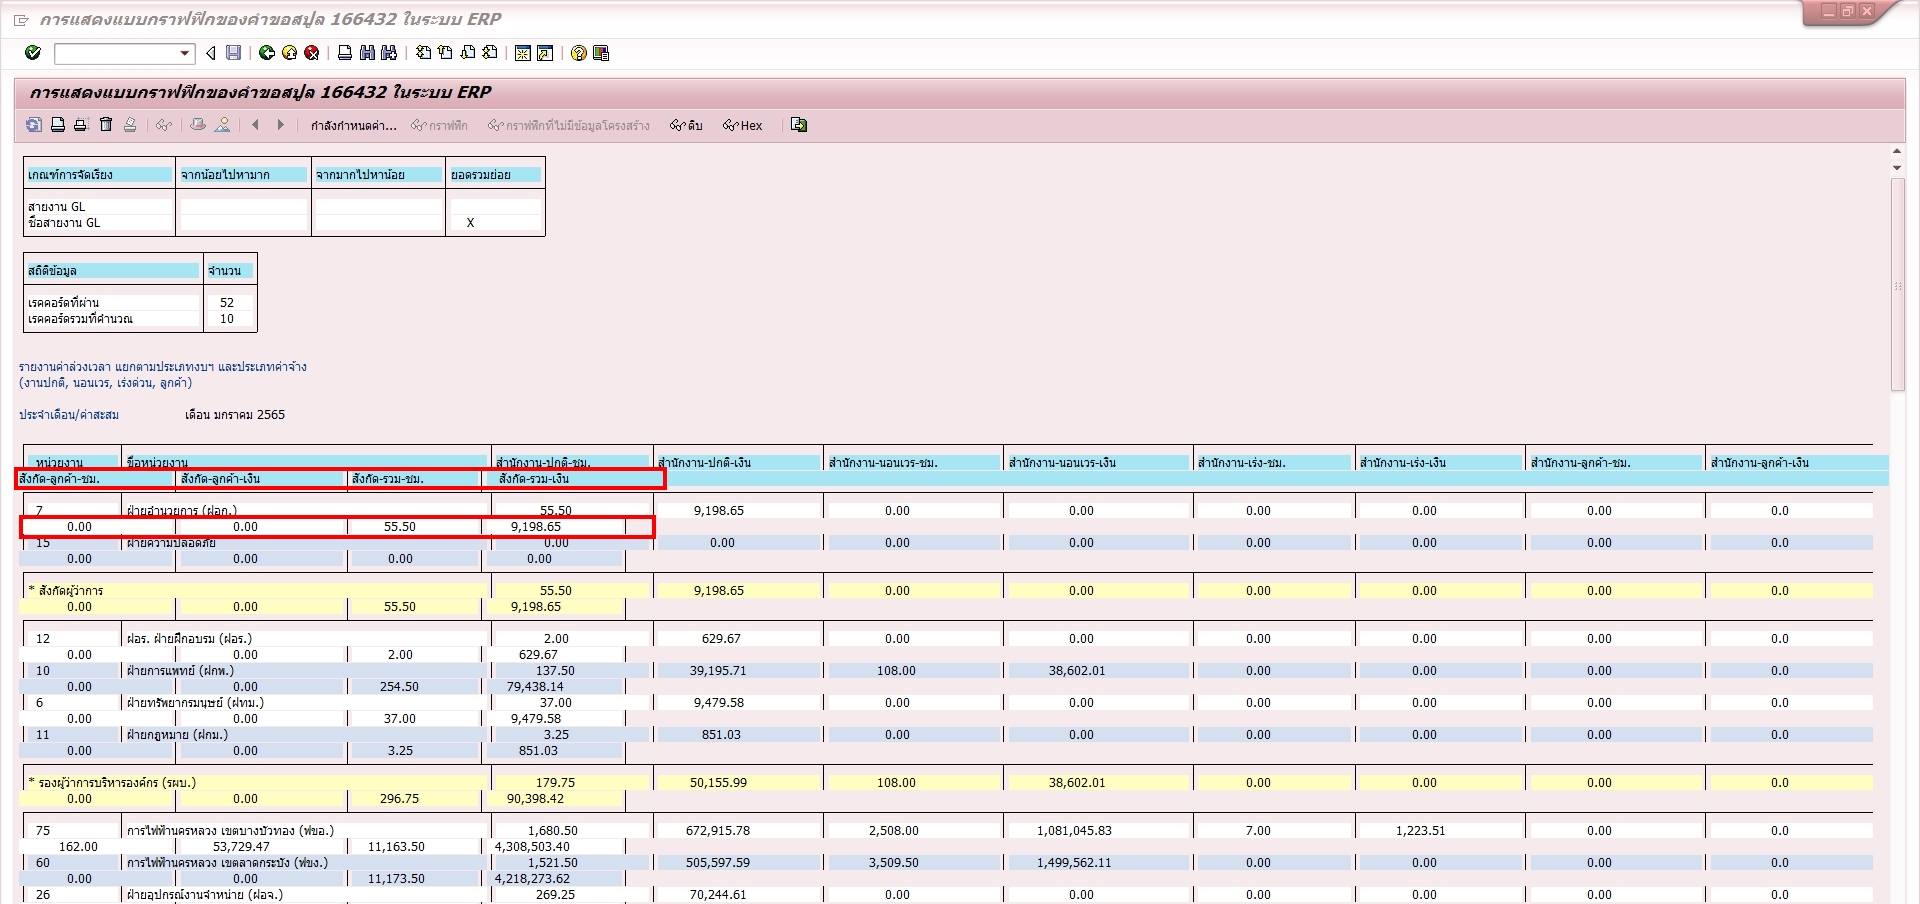 การแสดงแบบกราฟฟิกของคำขอสปูล 166432 ในระบบ ERP
การแสดงแบบกราฟฟิกของคำขอสปูล 166432 ในระบบ ERP
กำลังกำหนดค่า... กราฟฟิก กราฟฟิกที่ไม่มีข้อมูลโครงสร้าง ดิบ Hex
เกณฑ์การจัดเรียง จากน้อยไปหามาก จากมากไปหาน้อย ยอดรวมย่อย
สายงาน GL
ชื่อสายงาน GL X
สถิติข้อมูล จำนวน
เรคคอร์ดที่ผ่าน 52
เรคคอร์ดรวมที่คำนวณ 10
รายงานค่าล่วงเวลา แยกตามประเภทงบฯ และประเภทค่าจ้าง
(งานปกติ, นอนเวร, เร่งด่วน, ลูกค้า)
ประจำเดือน/ค่าสะสม เดือน มกราคม 2565
หน่วยงาน ชื่อหน่วยงาน สำนักงาน-ปกติ-ชม. สำนักงาน-ปกติ-เงิน สำนักงาน-นอนเวร-ชม. สำนักงาน-นอนเวร-เงิน สำนักงาน-เร่ง-ชม. สำนักงาน-เร่ง-เงิน สำนักงาน-ลูกค้า-ชม. สำนักงาน-ลูกค้า-เงิน
สังกัด-ลูกค้า-ชม. สังกัด-ลูกค้า-เงิน สังกัด-รวม-ชม. สังกัด-รวม-เงิน
7 ฝ่ายอำนวยการ (ฝอก.) 55.50 9,198.65 0.00 0.00 0.00 0.00 0.00 0.0
0.00 0.00 55.50 9,198.65
15 ฝ่ายความปลอดภัย 0.00 0.00 0.00 0.00 0.00 0.00 0.00 0.0
0.00 0.00 0.00 0.00
* สังกัดผู้ว่าการ 55.50 9,198.65 0.00 0.00 0.00 0.00 0.00 0.0
0.00 0.00 55.50 9,198.65
12 ฝอร. ฝ่ายฝึกอบรม (ฝอร.) 2.00 629.67 0.00 0.00 0.00 0.00 0.00 0.0
0.00 0.00 2.00 629.67
10 ฝ่ายการแพทย์ (ฝกพ.) 137.50 39,195.71 108.00 38,602.01 0.00 0.00 0.00 0.0
0.00 0.00 254.50 79,438.14
6 ฝ่ายทรัพยากรมนุษย์ (ฝทม.) 37.00 9,479.58 0.00 0.00 0.00 0.00 0.00 0.0
0.00 0.00 37.00 9,479.58
11 ฝ่ายกฎหมาย (ฝกม.) 3.25 851.03 0.00 0.00 0.00 0.00 0.00 0.0
0.00 0.00 3.25 851.03
* รองผู้ว่าการบริหารองค์กร (รผบ.) 179.75 50,155.99 108.00 38,602.01 0.00 0.00 0.00 0.0
0.00 0.00 296.75 90,398.42
75 การไฟฟ้านครหลวง เขตบางบัวทอง (ฟขอ.) 1,680.50 672,915.78 2,508.00 1,081,045.83 7.00 1,223.51 0.00 0.0
162.00 53,729.47 11,163.50 4,308,503.40
60 การไฟฟ้านครหลวง เขตลาดกระบัง (ฟขง.) 1,521.50 505,597.59 3,509.50 1,499,562.11 0.00 0.00 0.00 0.0
0.00 0.00 11,173.50 4,218,273.62
26 ฝ่ายอุปกรณ์งานจำหน่าย (ฝอจ.) 269.25 70,244.61 0.00 0.00 0.00 0.00 0.00 0.0